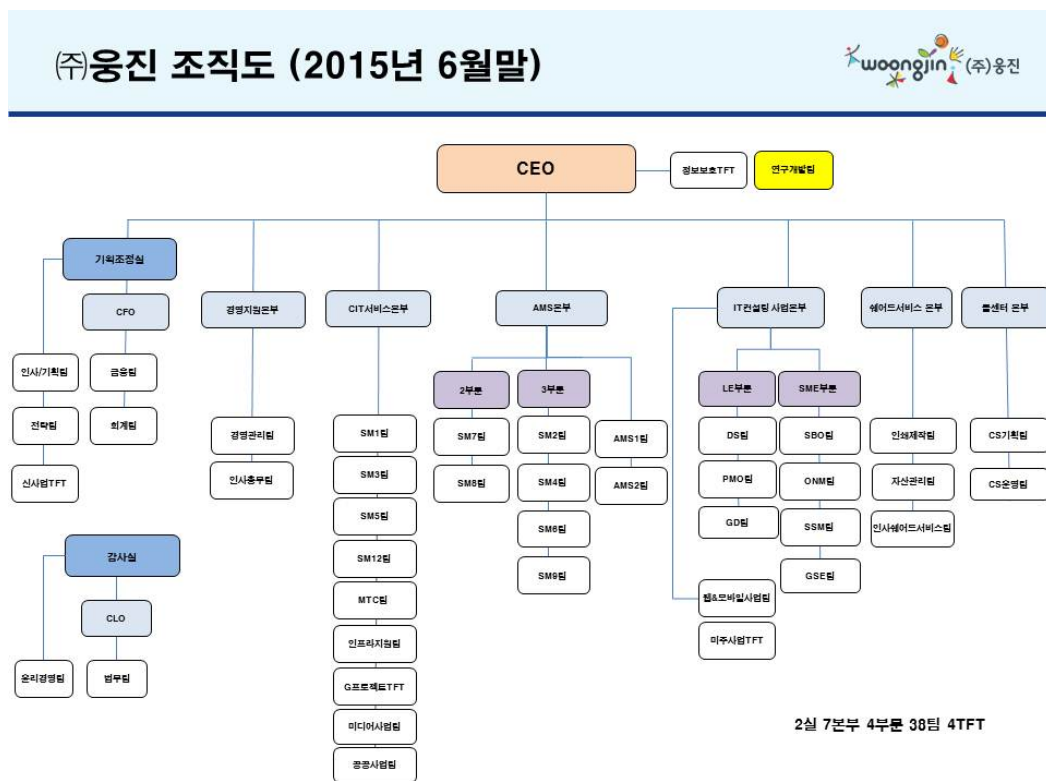 ㈜웅진 조직도 (2015년 6월말)
woongjin (주)웅진
CEO
정보보호TFT
연구개발팀
기획조정실
CFO
경영지원본부
CIT서비스본부
AMS본부
IT컨설팅 사업본부
쉐어드서비스 본부
콜센터 본부
인사/기획팀
금융팀
전략팀
회계팀
신사업TFT
경영관리팀
인사총무팀
SM1팀
SM3팀
SM5팀
SM12팀
MTC팀
인프라지원팀
G프로젝트TFT
미디어사업팀
공공사업팀
2부문
3부문
SM7팀
SM2팀
AMS1팀
SM8팀
SM4팀
AMS2팀
SM6팀
SM9팀
LE부문
SME부문
DS팀
SBO팀
PMO팀
ONM팀
GD팀
SSM팀
GSE팀
웹&모바일사업팀
미주사업TFT
인쇄제작팀
자산관리팀
인사쉐어드서비스팀
CS기획팀
CS운영팀
감사실
CLO
윤리경영팀
법무팀
2실 7본부 4부문 38팀 4TFT